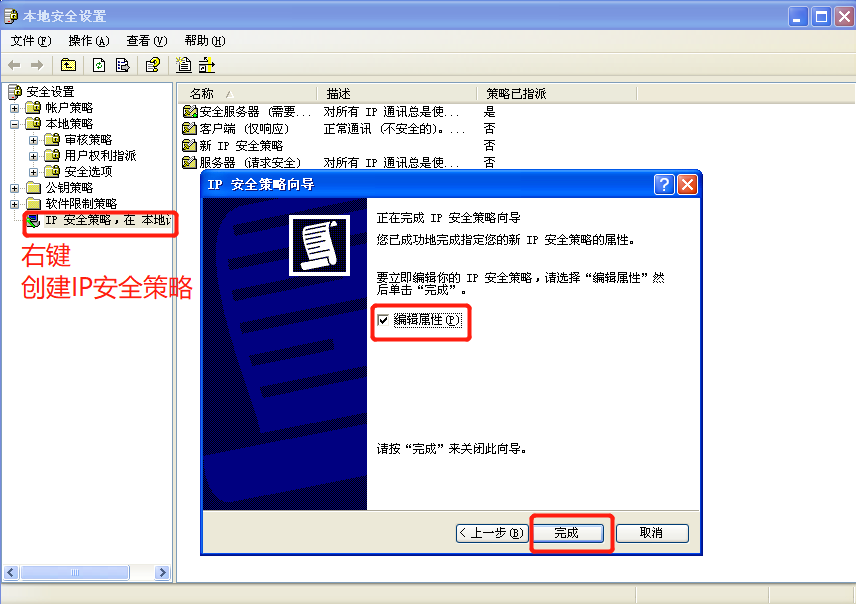 本地安全设置
文件(F) 操作(A) 查看(V) 帮助(H)
安全设置
帐户策略
本地策略
审核策略
用户权利指派
安全选项
公钥策略
软件限制策略
IP 安全策略，在 本地计
右键
创建IP安全策略
名称 描述 策略已指派
安全服务器 (需要... 对所有 IP 通讯总是使... 是
客户端 (仅响应) 正常通讯 (不安全的)。... 否
新 IP 安全策略 否
服务器 (请求安全) 对所有 IP 通讯总是使... 否
IP 安全策略向导
正在完成 IP 安全策略向导
您已成功地完成指定您的新 IP 安全策略的属性。
要立即编辑你的 IP 安全策略，请选择“编辑属性”然
后单击“完成”。
编辑属性(P)
请按“完成”来关闭此向导。
< 上一步(B) 完成 取消